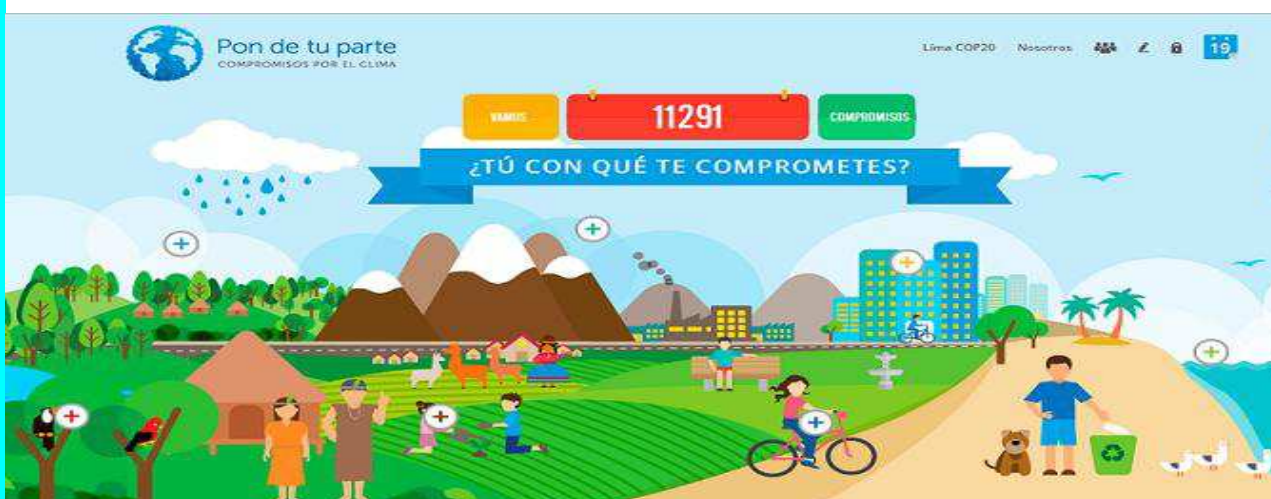 Pon de tu parte
COMPROMISOS POR EL CLIMA
Lima COP20 Nosotros 19
VAMOS 11291 COMPROMISOS
¿TÚ CON QUÉ TE COMPROMETES?